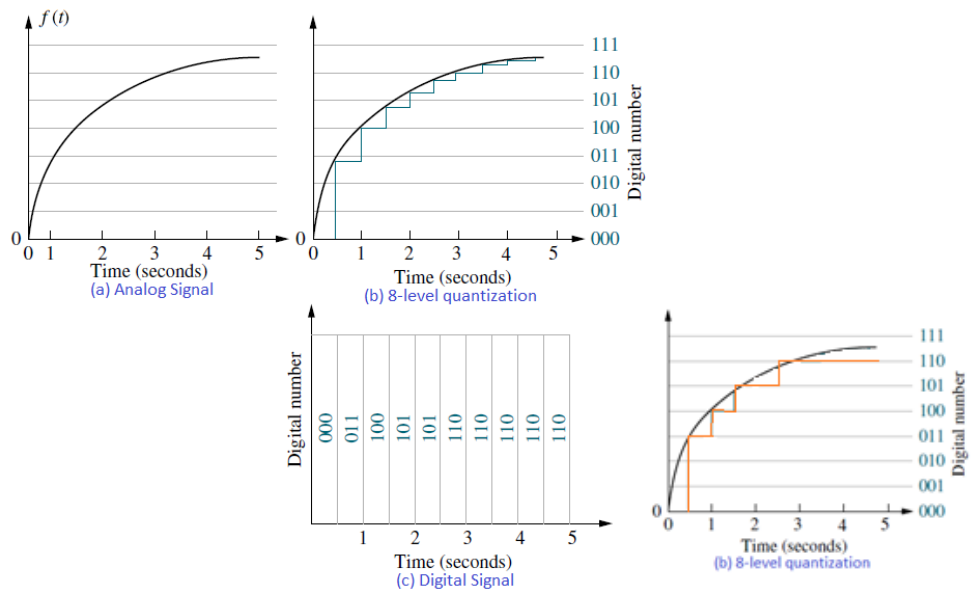 f (t)
0
0 1 2 3 4 5
Time (seconds)
(a) Analog Signal
111
110
101
100
011
010
001
000
Digital number
0
0 1 2 3 4 5
Time (seconds)
(b) 8-level quantization
Digital number
000
011
100
101
101
110
110
110
110
110
1 2 3 4 5
Time (seconds)
(c) Digital Signal
111
110
101
100
011
010
001
000
Digital number
0
0 1 2 3 4 5
Time (seconds)
(b) 8-level quantization